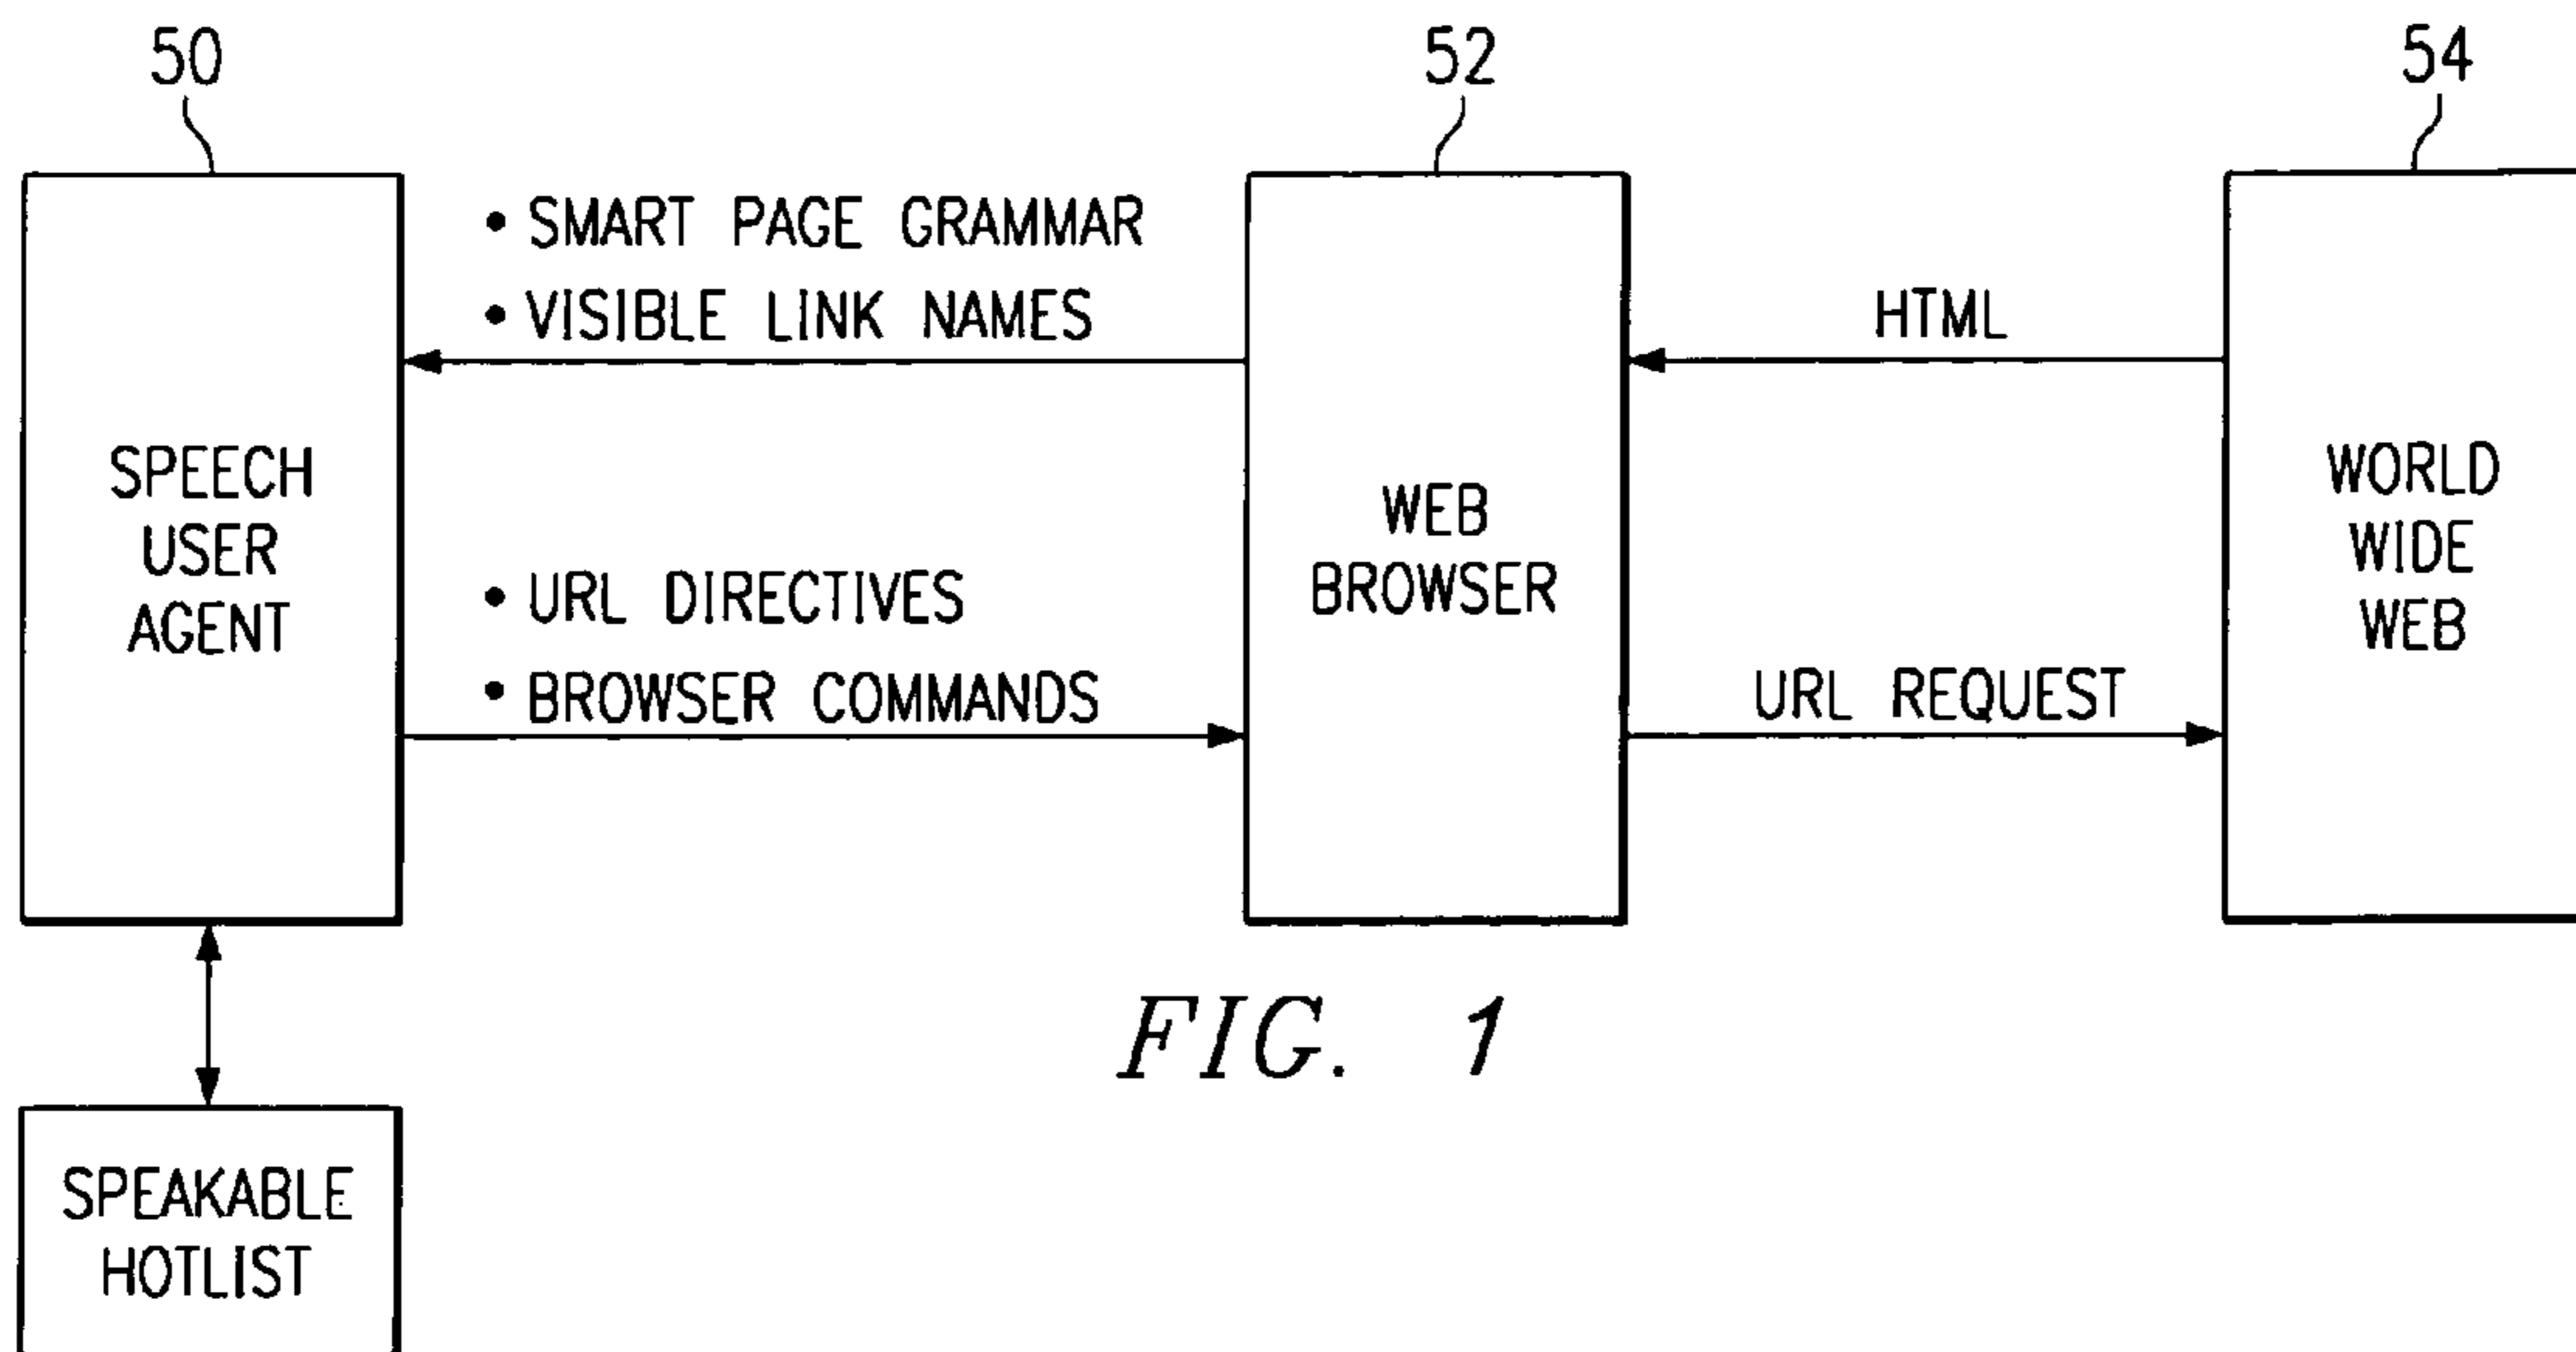 50
52
54
• SMART PAGE GRAMMAR
• VISIBLE LINK NAMES
HTML
SPEECH
USER
AGENT
WEB
BROWSER
WORLD
WIDE
WEB
• URL DIRECTIVES
• BROWSER COMMANDS
URL REQUEST
FIG. 1
SPEAKABLE
HOTLIST